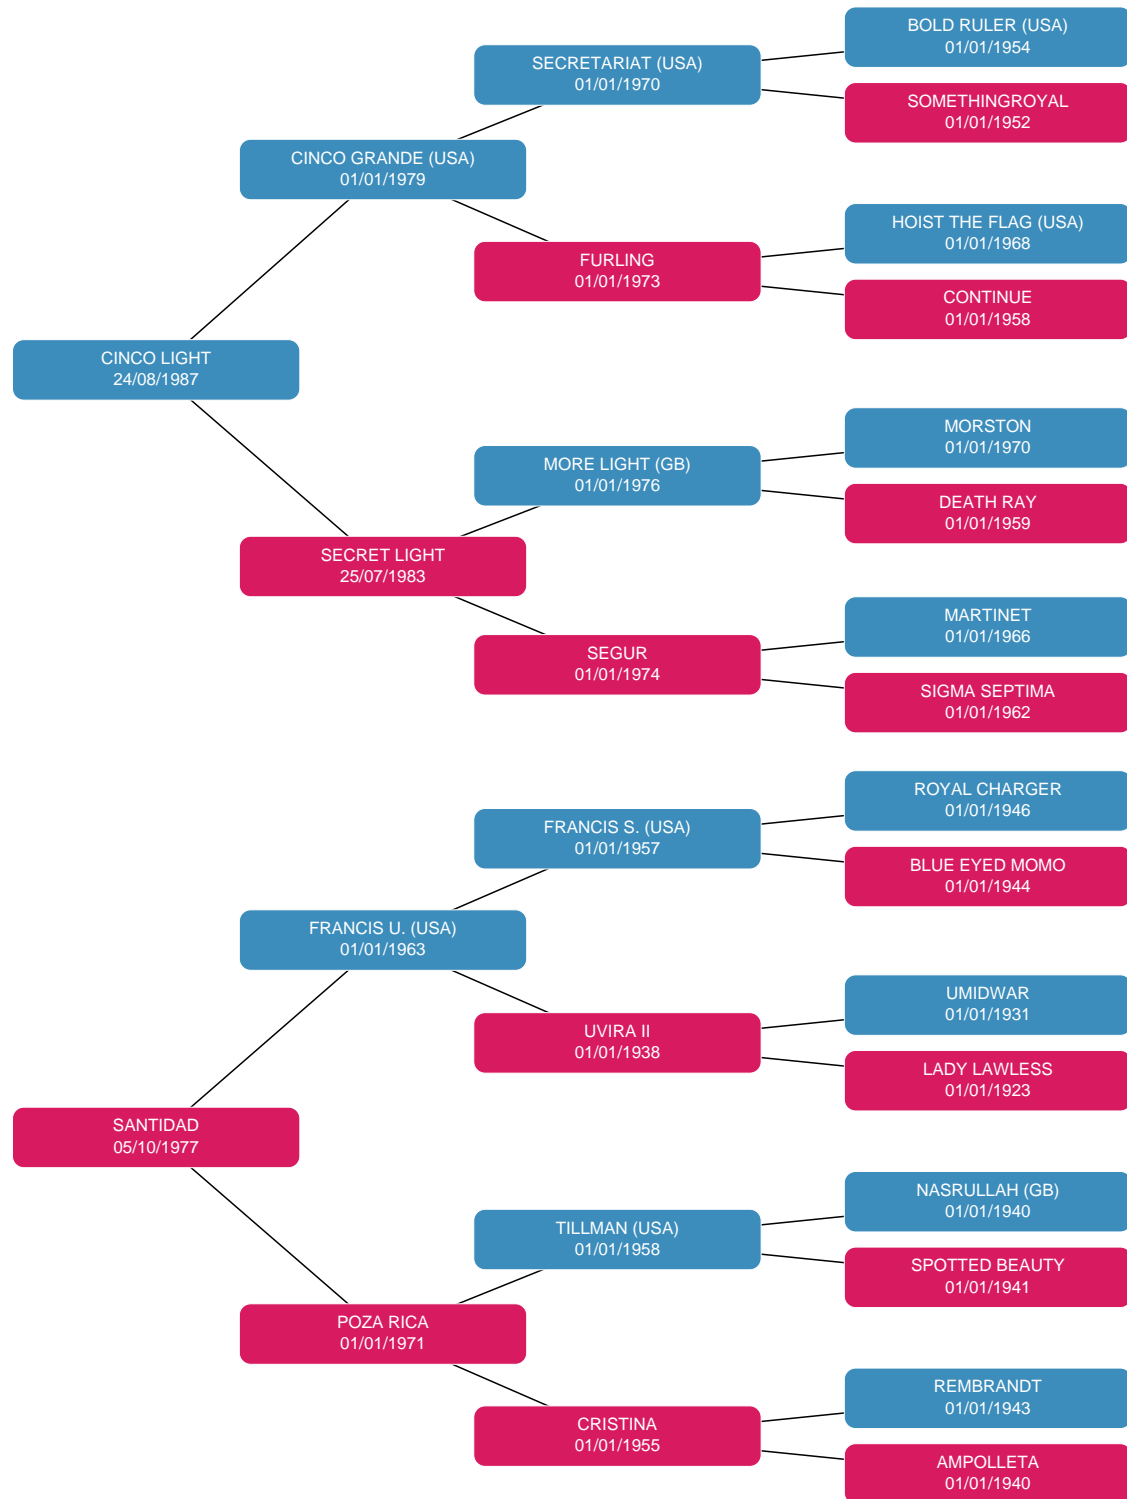 BOLD RULER (USA)
01/01/1954
SECRETARIAT (USA)
01/01/1970
SOMETHINGROYAL
01/01/1952
CINCO GRANDE (USA)
01/01/1979
HOIST THE FLAG (USA)
01/01/1968
FURLING
01/01/1973
CONTINUE
01/01/1958
CINCO LIGHT
24/08/1987
MORSTON
01/01/1970
MORE LIGHT (GB)
01/01/1976
DEATH RAY
01/01/1959
SECRET LIGHT
25/07/1983
MARTINET
01/01/1966
SEGUR
01/01/1974
SIGMA SEPTIMA
01/01/1962
ROYAL CHARGER
01/01/1946
FRANCIS S. (USA)
01/01/1957
BLUE EYED MOMO
01/01/1944
FRANCIS U. (USA)
01/01/1963
UMIDWAR
01/01/1931
UVIRA II
01/01/1938
LADY LAWLESS
01/01/1923
SANTIDAD
05/10/1977
NASRULLAH (GB)
01/01/1940
TILLMAN (USA)
01/01/1958
SPOTTED BEAUTY
01/01/1941
POZA RICA
01/01/1971
REMBRANDT
01/01/1943
CRISTINA
01/01/1955
AMPOLLETA
01/01/1940